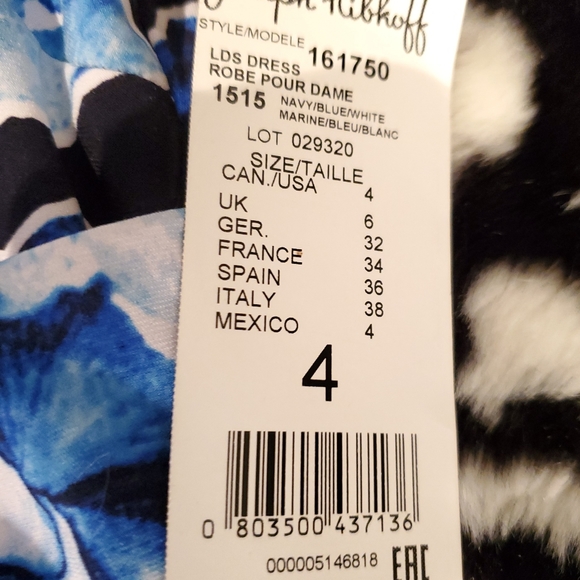 Joseph Ribkoff
STYLE/MODELE 161750
LDS DRESS
ROBE POUR DAME
1515 NAVY/BLUE/WHITE
MARINE/BLEU/BLANC
LOT 029320
SIZE/TAILLE
CAN./USA 4
UK 6
GER. 32
FRANCE 34
SPAIN 36
ITALY 38
MEXICO 4
4
0 803500 437136
000005146818 EAC